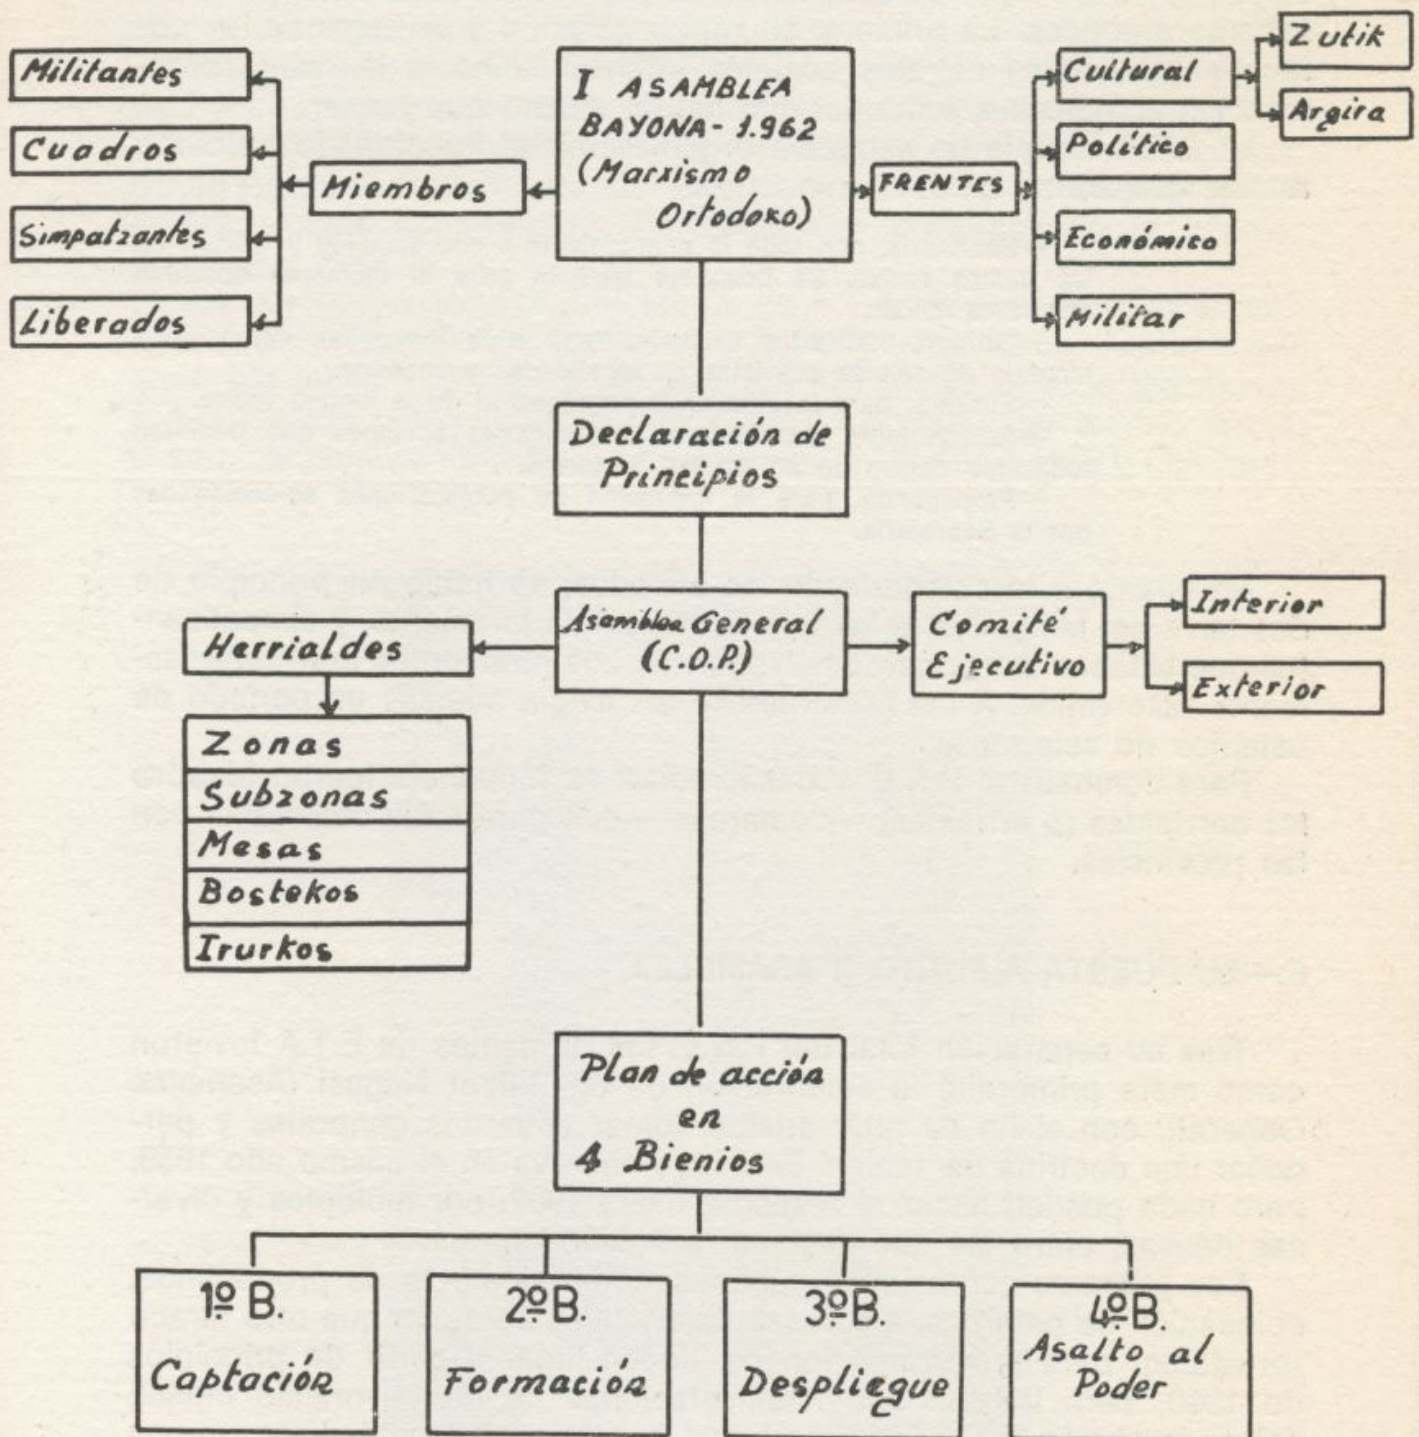 I ASAMBLEA
BAYONA - 1.962
(Marxismo
Ortodoxo)
Miembros
Militantes
Cuadros
Simpatzantes
Liberados
FRENTES
Cultural
Zutik
Argira
Político
Económico
Militar
Declaración de
Principios
Asamblea General
(C.O.P.)
Herrialdes
Zonas
Subzonas
Mesas
Bostekos
Irurkos
Comité
Ejecutivo
Interior
Exterior
Plan de acción
en
4 Bienios
1º B.
Captación
2º B.
Formación
3º B.
Despliegue
4º B.
Asalto al
Poder